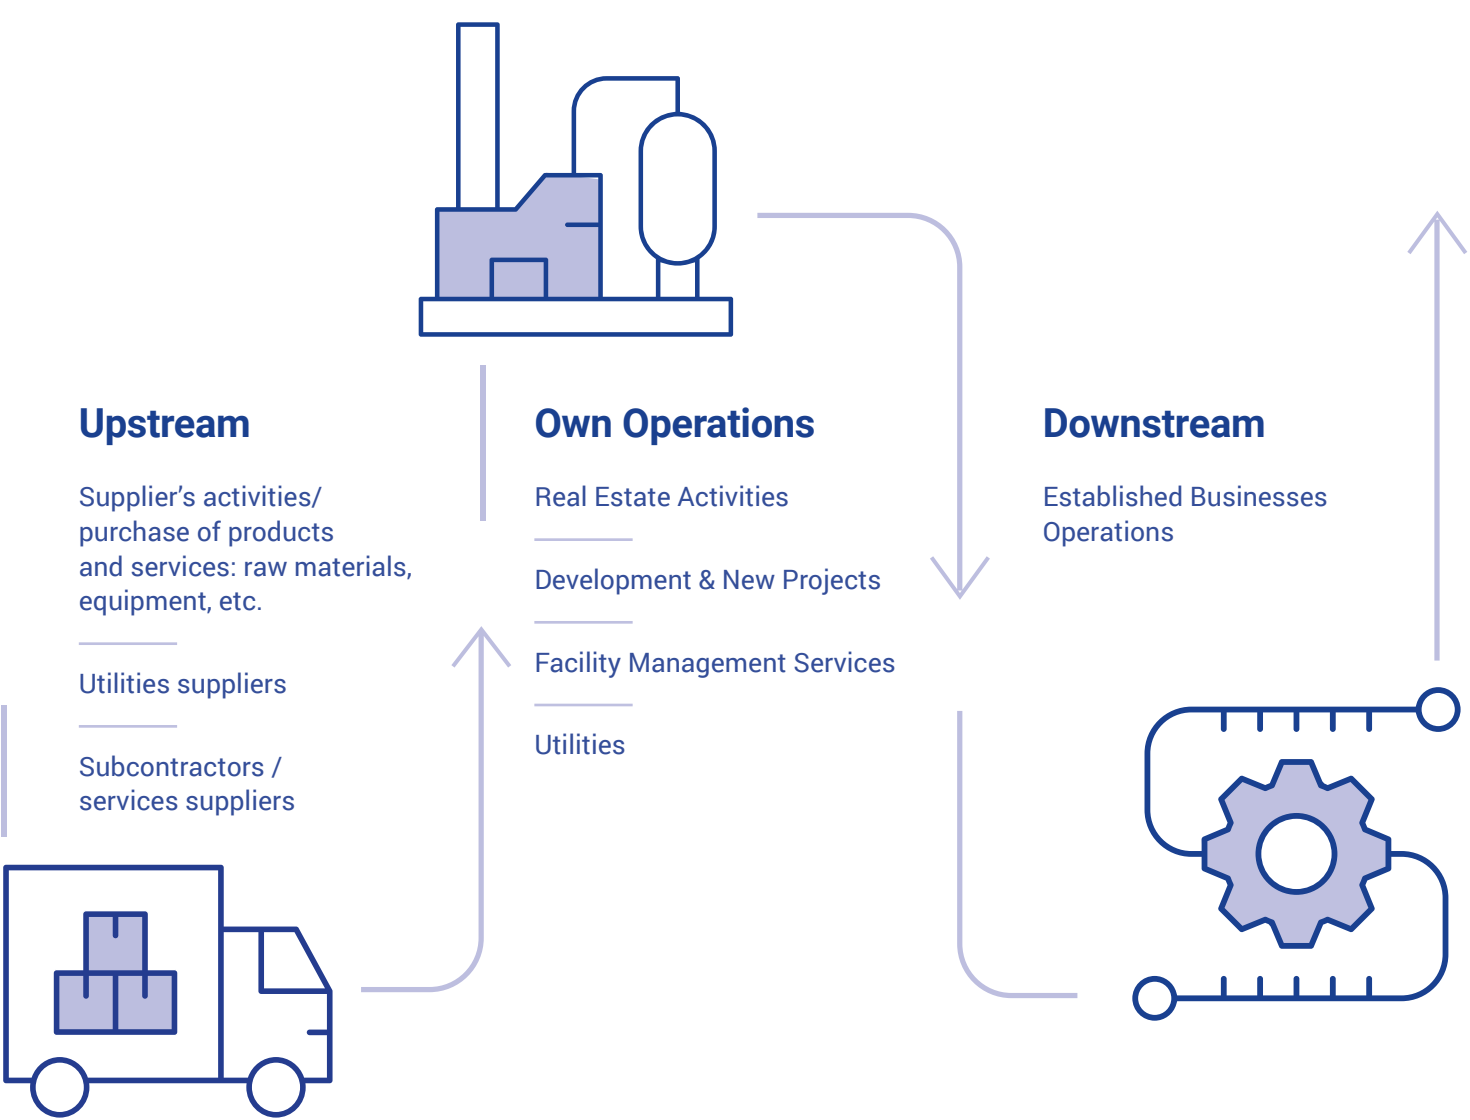 Upstream
Supplier’s activities/
purchase of products
and services: raw materials,
equipment, etc.
Utilities suppliers
Subcontractors /
services suppliers
Own Operations
Real Estate Activities
Development & New Projects
Facility Management Services
Utilities
Downstream
Established Businesses
Operations